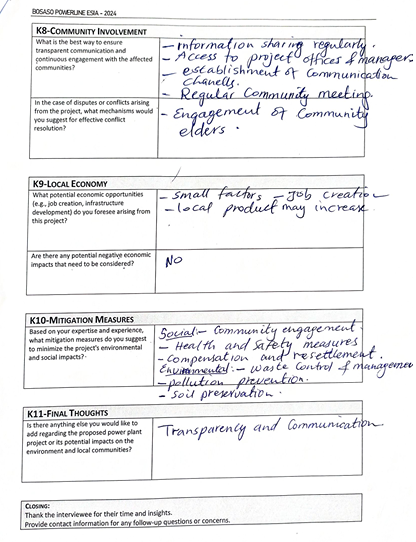 BOSASO POWERLINE ESIA - 2024
K8-COMMUNITY INVOLVEMENT
What is the best way to ensure
transparent communication and
continuous engagement with the affected
communities?
- information sharing regularly.
- Access to project offices & managers
- establishment of Communication
chanells.
- Regular Community meeting.
In the case of disputes or conflicts arising
from the project, what mechanisms would
you suggest for effective conflict
resolution?
- Engagement of Community
elders.
K9-LOCAL ECONOMY
What potential economic opportunities
(e.g., job creation, infrastructure
development) do you foresee arising from
this project?
- Small factors - Job creation
- local product may increase
Are there any potential negative economic
impacts that need to be considered?
NO
K10-MITIGATION MEASURES
Based on your expertise and experience,
what mitigation measures do you suggest
to minimize the project's environmental
and social impacts?
Social:- Community engagement
- Health and Safety measures
- Compensation and resettlement.
Environmental:- waste Control & management
- pollution prevention.
- Soil preservation.
K11-FINAL THOUGHTS
Is there anything else you would like to
add regarding the proposed power plant
project or its potential impacts on the
environment and local communities?
Transparency and Communication
CLOSING:
Thank the interviewee for their time and insights.
Provide contact information for any follow-up questions or concerns.